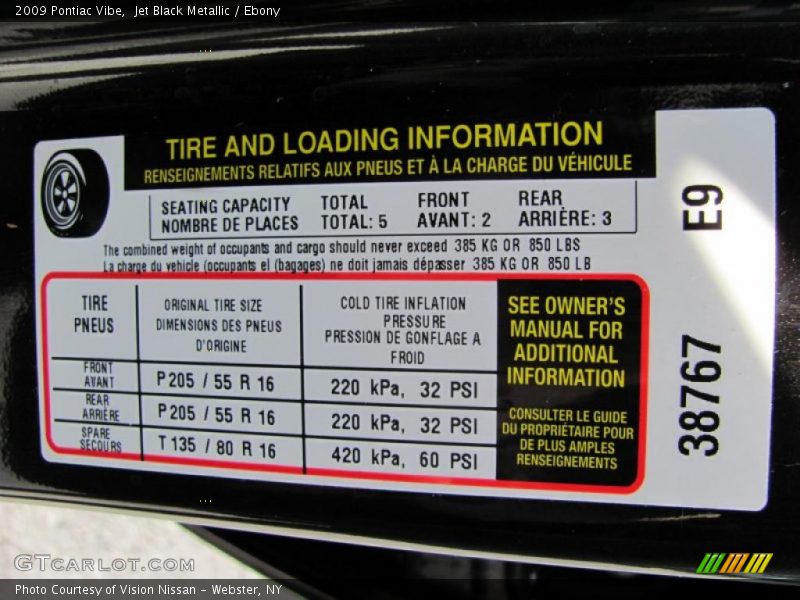 2009 Pontiac Vibe, Jet Black Metallic / Ebony
TIRE AND LOADING INFORMATION
RENSEIGNEMENTS RELATIFS AUX PNEUS ET À LA CHARGE DU VÉHICULE
SEATING CAPACITY TOTAL FRONT REAR
NOMBRE DE PLACES TOTAL: 5 AVANT: 2 ARRIÈRE: 3
The combined weight of occupants and cargo should never exceed 385 KG OR 850 LBS
La charge du vehicle (occupants el (bagages) ne doit jamais dépasser 385 KG OR 850 LB
TIRE
PNEUS
ORIGINAL TIRE SIZE
DIMENSIONS DES PNEUS
D'ORIGINE
COLD TIRE INFLATION
PRESSURE
PRESSION DE GONFLAGE A
FROID
FRONT
AVANT
P205 / 55 R 16
220 kPa, 32 PSI
REAR
ARRIÈRE
P205 / 55 R 16
220 kPa, 32 PSI
SPARE
SECOURS
T135 / 80 R 16
420 kPa, 60 PSI
SEE OWNER'S
MANUAL FOR
ADDITIONAL
INFORMATION
CONSULTER LE GUIDE
DU PROPRIÉTAIRE POUR
DE PLUS AMPLES
RENSEIGNEMENTS
E9
38767
GTCARLOT.COM
Photo Courtesy of Vision Nissan - Webster, NY